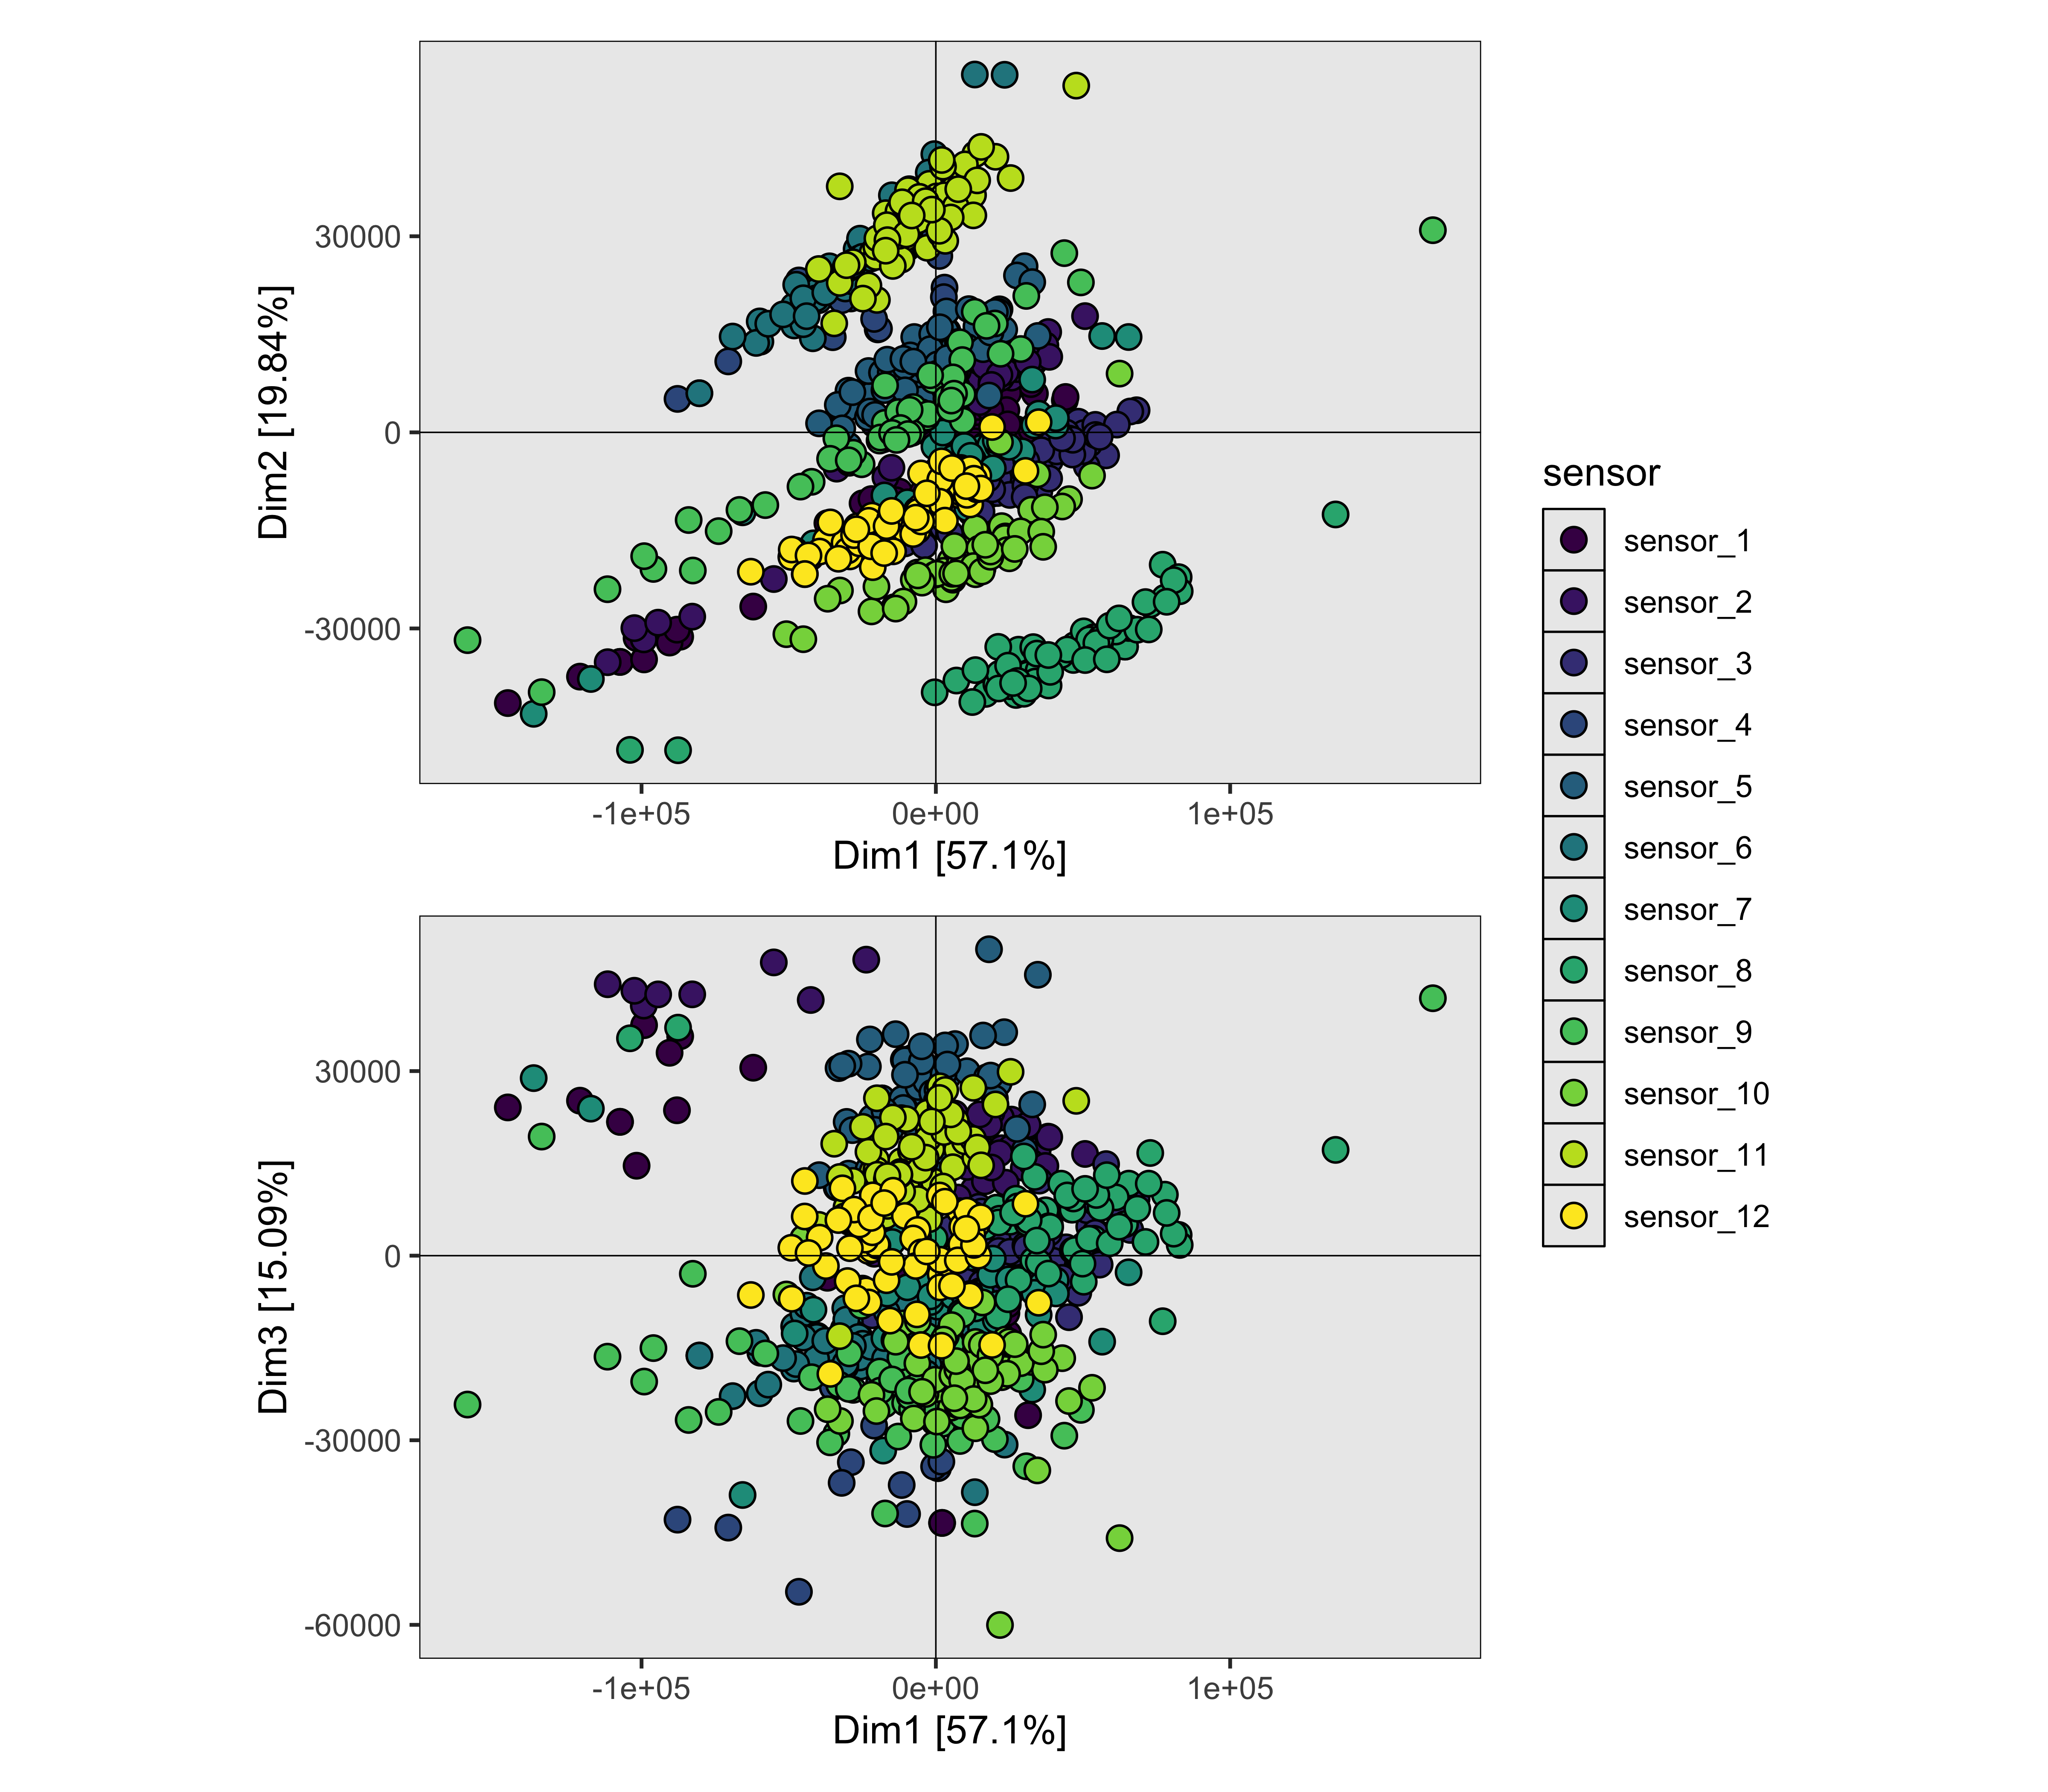 30000
0
-30000
Dim2 [19.84%]
-1e+05 0e+00 1e+05
Dim1 [57.1%]
30000
0
-30000
-60000
Dim3 [15.09%]
-1e+05 0e+00 1e+05
Dim1 [57.1%]
sensor
sensor_1
sensor_2
sensor_3
sensor_4
sensor_5
sensor_6
sensor_7
sensor_8
sensor_9
sensor_10
sensor_11
sensor_12